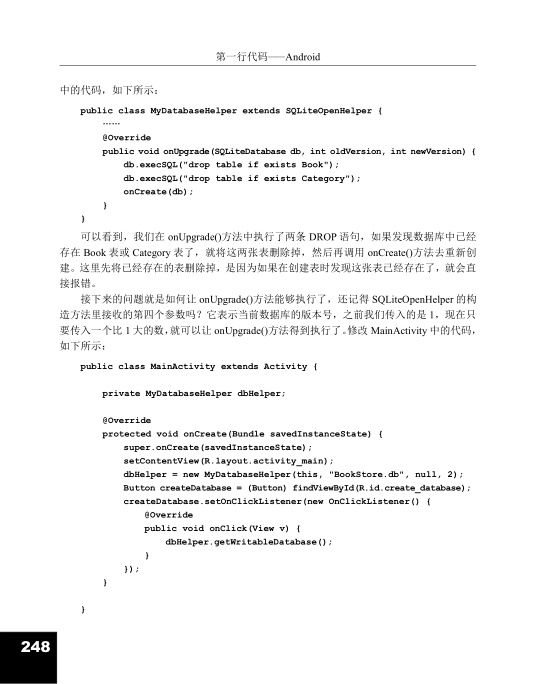 第一行代码——Android
中的代码，如下所示：
public class MyDatabaseHelper extends SQLiteOpenHelper {
……
@Override
public void onUpgrade(SQLiteDatabase db, int oldVersion, int newVersion) {
db.execSQL("drop table if exists Book");
db.execSQL("drop table if exists Category");
onCreate(db);
}
}
可以看到，我们在 onUpgrade()方法中执行了两条 DROP 语句，如果发现数据库中已经
存在 Book 表或 Category 表了，就将这两张表删除掉，然后再调用 onCreate()方法去重新创
建。这里先将已经存在的表删除掉，是因为如果在创建表时发现这张表已经存在了，就会直
接报错。
接下来的问题就是如何让 onUpgrade()方法能够执行了，还记得 SQLiteOpenHelper 的构
造方法里接收的第四个参数吗？它表示当前数据库的版本号，之前我们传入的是 1，现在只
要传入一个比 1 大的数，就可以让 onUpgrade()方法得到执行了。修改 MainActivity 中的代码，
如下所示：
public class MainActivity extends Activity {
private MyDatabaseHelper dbHelper;
@Override
protected void onCreate(Bundle savedInstanceState) {
super.onCreate(savedInstanceState);
setContentView(R.layout.activity_main);
dbHelper = new MyDatabaseHelper(this, "BookStore.db", null, 2);
Button createDatabase = (Button) findViewById(R.id.create_database);
createDatabase.setOnClickListener(new OnClickListener() {
@Override
public void onClick(View v) {
dbHelper.getWritableDatabase();
}
});
}
}
248